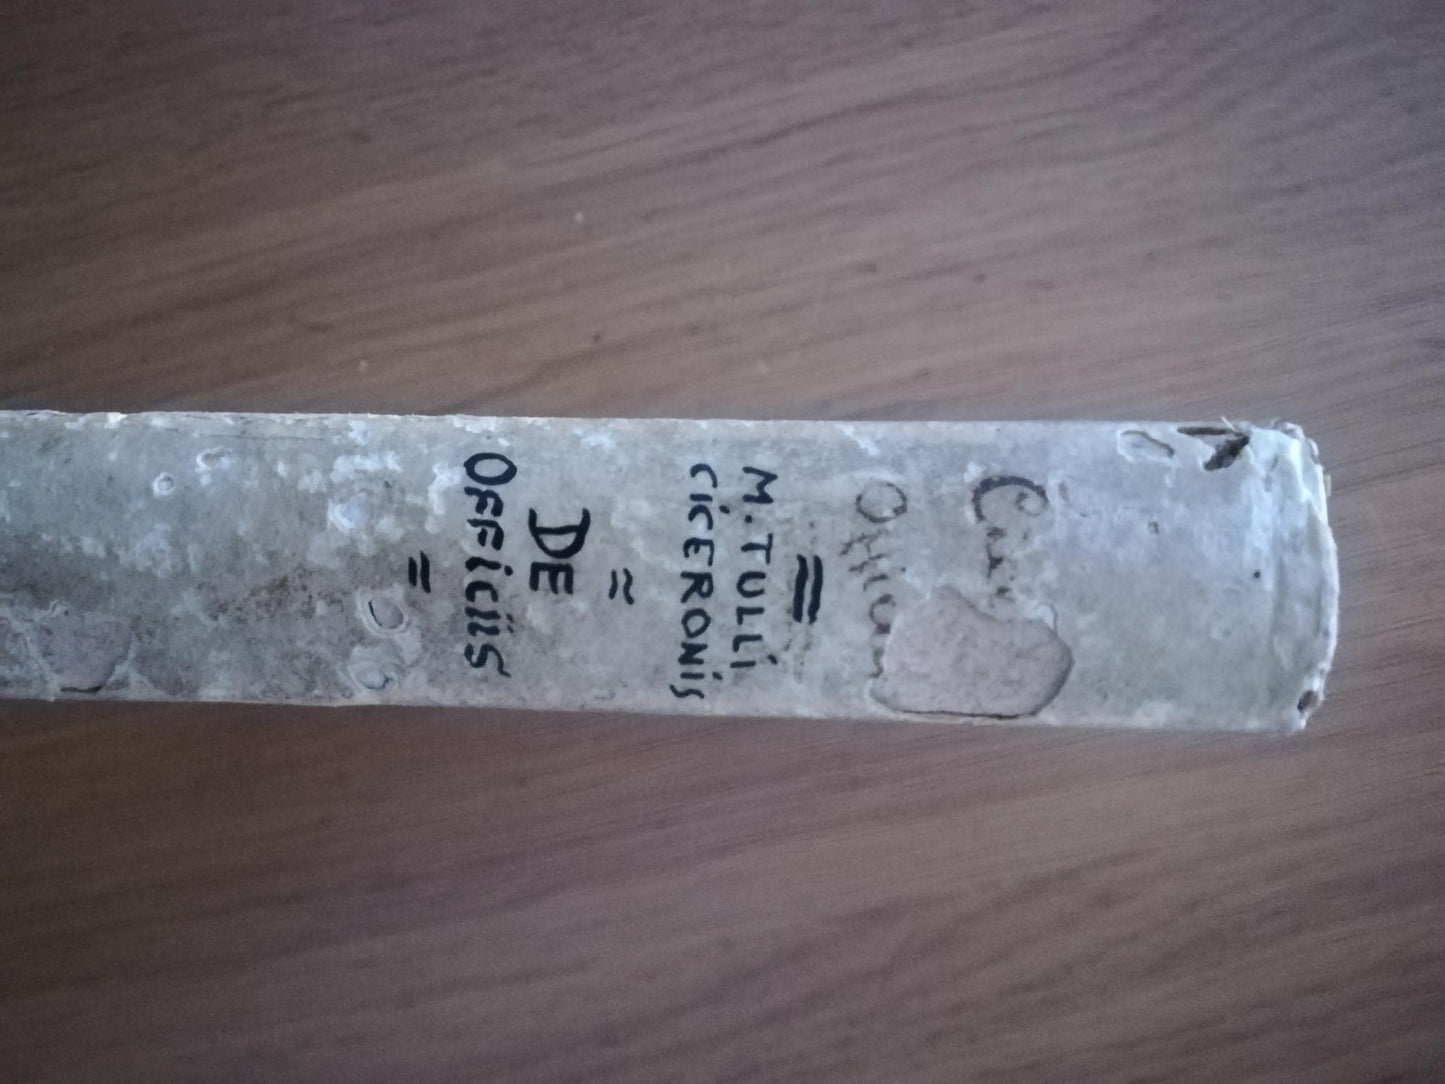 M. TULLI
CICERONIS
DE
OFFICIIS